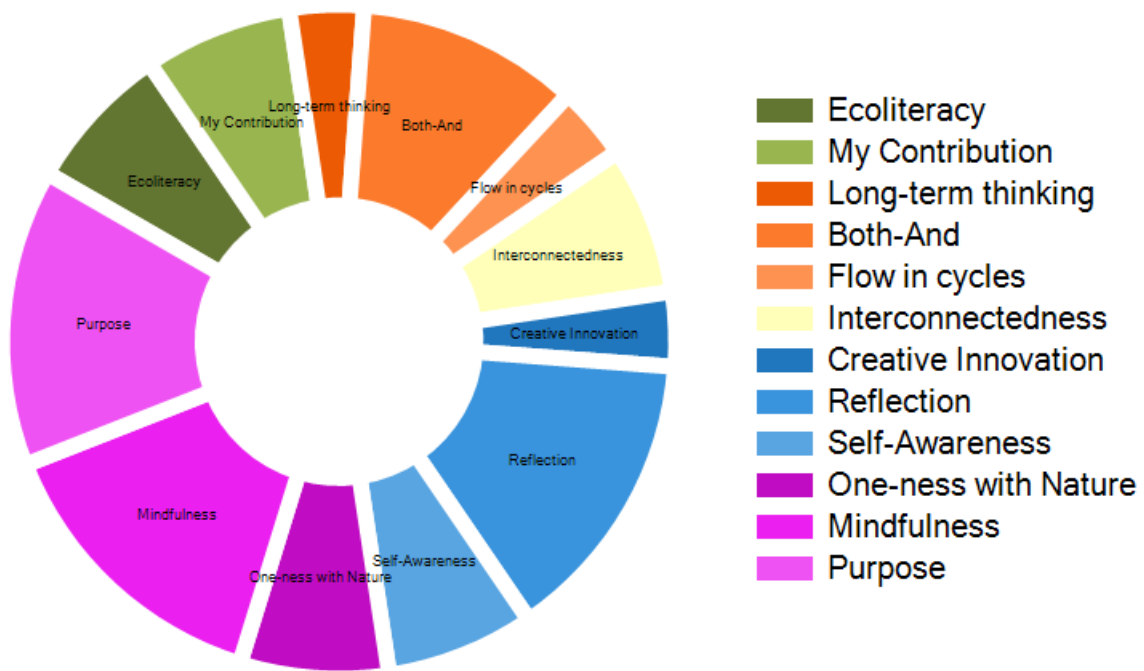 Long-term thinking
My Contribution
Both-And
Ecoliteracy
Flow in cycles
Interconnectedness
Purpose
Creative Innovation
Reflection
Mindfulness
Self-Awareness
One-ness with Nature
Ecoliteracy
My Contribution
Long-term thinking
Both-And
Flow in cycles
Interconnectedness
Creative Innovation
Reflection
Self-Awareness
One-ness with Nature
Mindfulness
Purpose